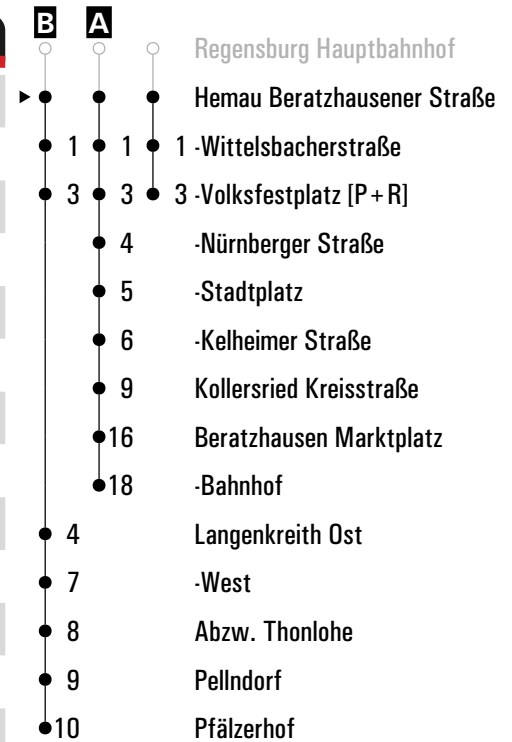 B A
Regensburg Hauptbahnhof
Hemau Beratzhausener Straße
1 1 1 -Wittelsbacherstraße
3 3 3 -Volksfestplatz [P+R]
4 -Nürnberger Straße
5 -Stadtplatz
6 -Kelheimer Straße
9 Kollersried Kreisstraße
16 Beratzhausen Marktplatz
18 -Bahnhof
4 Langenkreith Ost
7 -West
8 Abzw. Thonlohe
9 Pellndorf
10 Pfälzerhof